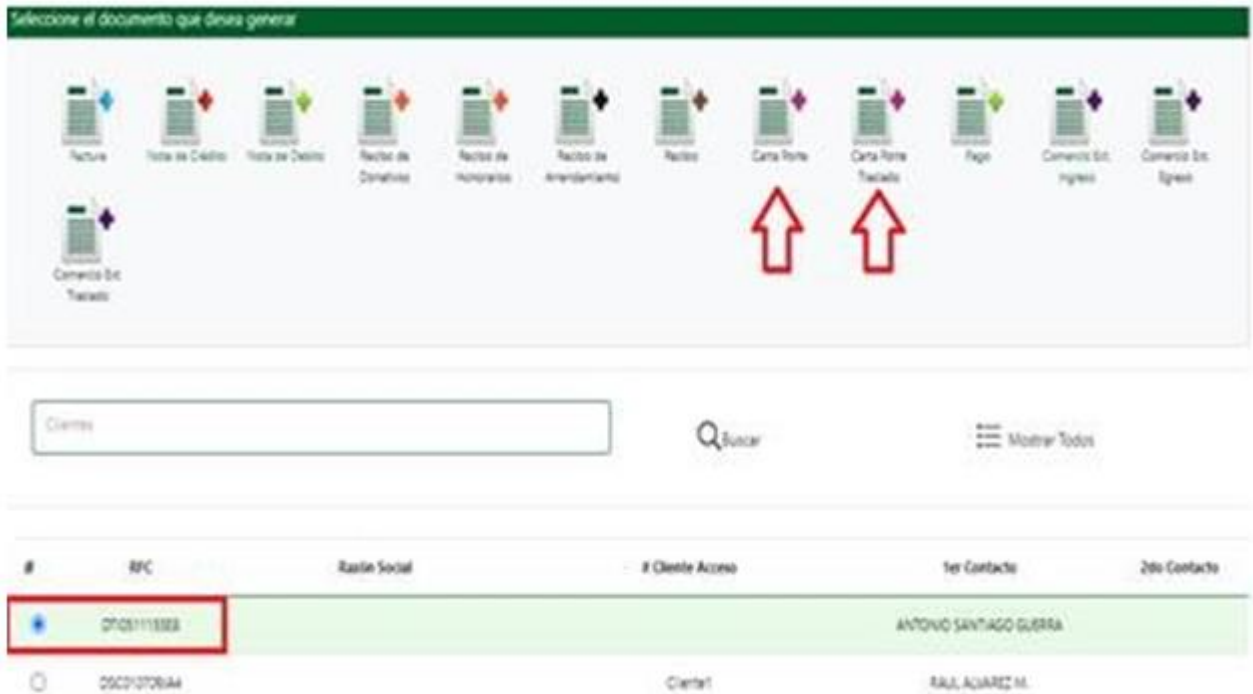 Seleccione el documento que desea generar
Factura
Nota de Crédito
Nota de Debito
Recibo de
Donativos
Recibo de
Honorarios
Recibo de
Arrendamiento
Recibo
Carta Porte
Carta Porte
Traslado
Pago
Comercio Ext.
Ingreso
Comercio Ext.
Egreso
Comercio Ext.
Traslado
Clientes
Buscar
Mostrar Todos
# RFC Razón Social # Cliente Acceso 1er Contacto 2do Contacto
ANTONIO SANTIAGO GUERRA
Cliente1 RAUL ALVAREZ M.